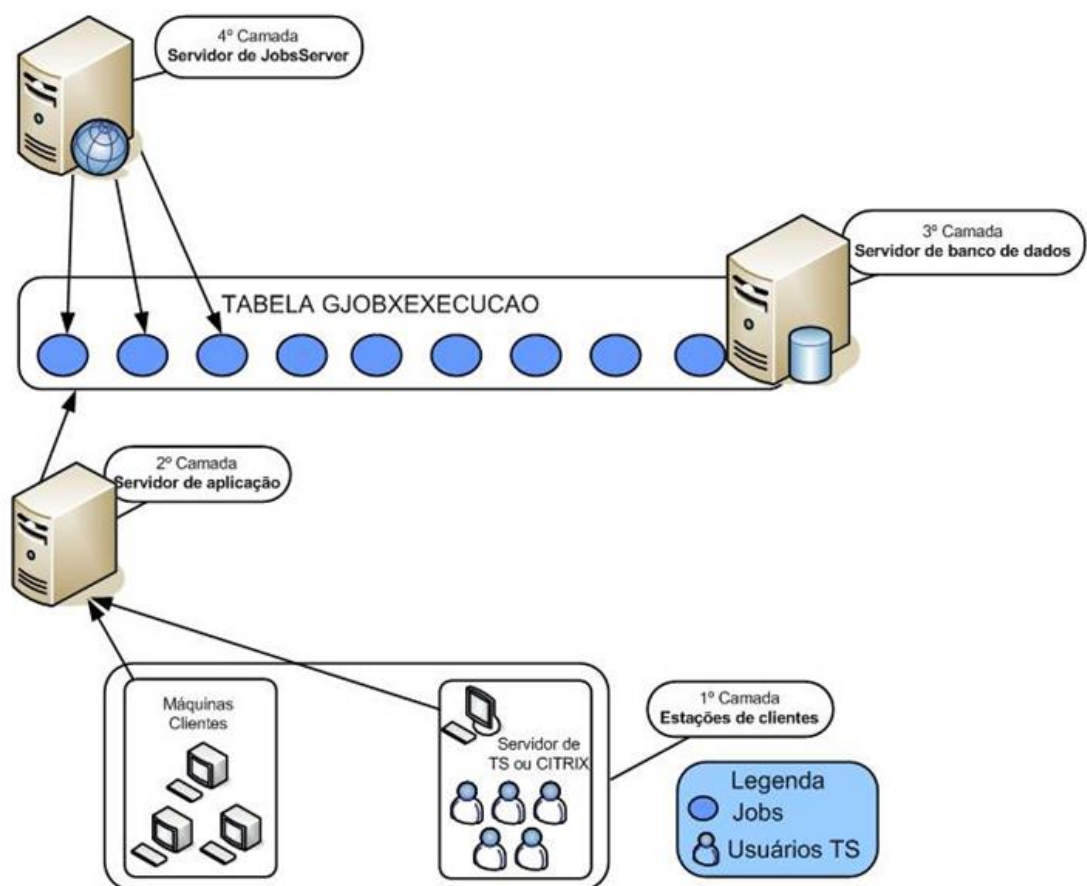 4º Camada
Servidor de JobsServer
3º Camada
Servidor de banco de dados
TABELA GJOBXEXECUCAO
2º Camada
Servidor de aplicação
Máquinas
Clientes
Servidor de
TS ou CITRIX
1º Camada
Estações de clientes
Legenda
Jobs
Usuários TS